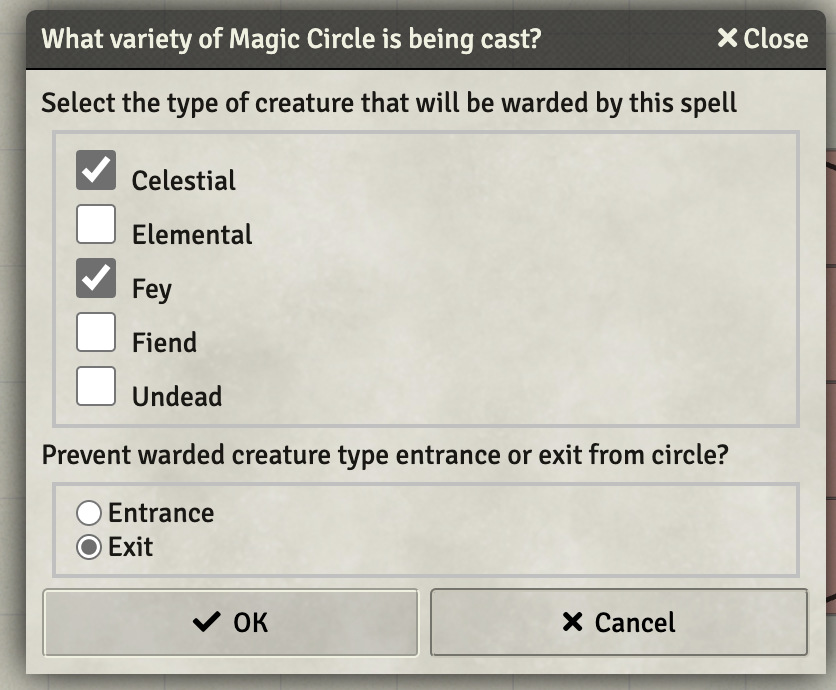 What variety of Magic Circle is being cast? Close
Select the type of creature that will be warded by this spell
Celestial
Elemental
Fey
Fiend
Undead
Prevent warded creature type entrance or exit from circle?
Entrance
Exit
OK Cancel